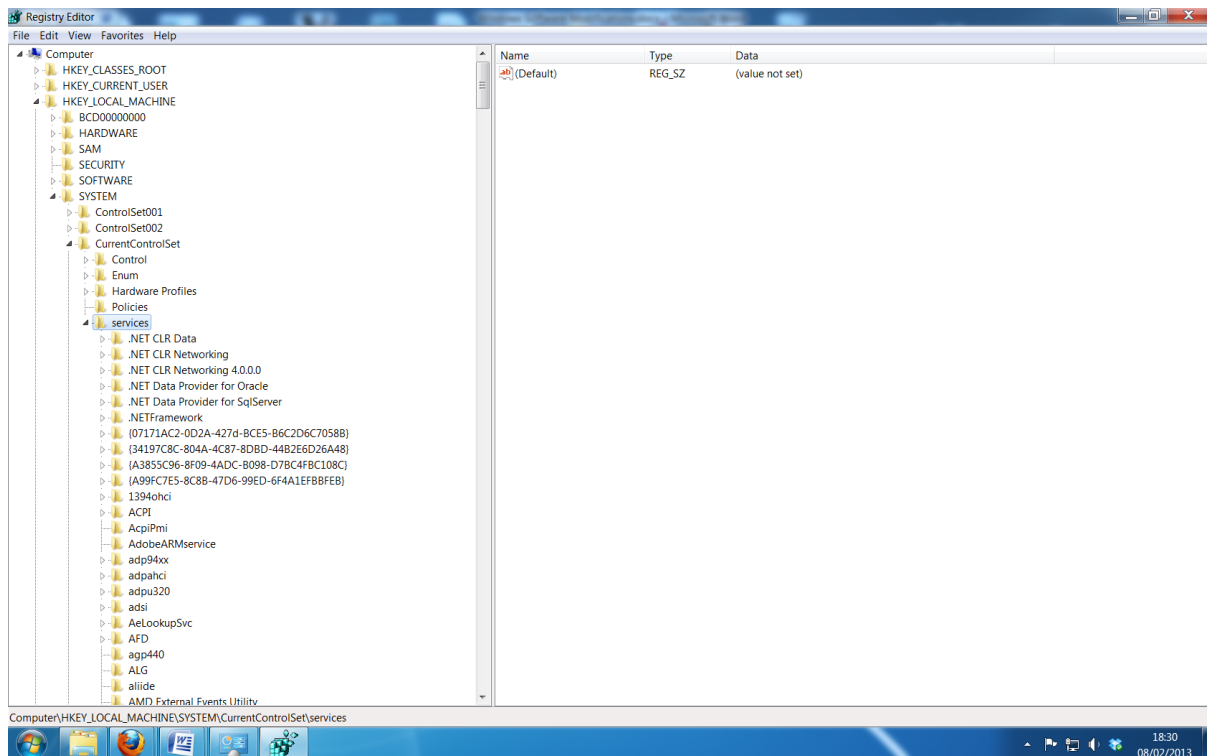 Registry Editor
File Edit View Favorites Help
Computer
HKEY_CLASSES_ROOT
HKEY_CURRENT_USER
HKEY_LOCAL_MACHINE
BCD00000000
HARDWARE
SAM
SECURITY
SOFTWARE
SYSTEM
ControlSet001
ControlSet002
CurrentControlSet
Control
Enum
Hardware Profiles
Policies
services
.NET CLR Data
.NET CLR Networking
.NET CLR Networking 4.0.0.0
.NET Data Provider for Oracle
.NET Data Provider for SqlServer
.NETFramework
{07171AC2-0D2A-427d-BCE5-B6C2D6C7058B}
{34197C8C-804A-4C87-8DBD-44B2E6D26A48}
{A3855C96-8F09-4ADC-B098-D7BC4FBC108C}
{A99FC7E5-8C8B-47D6-99ED-6F4A1EFBBFEB}
1394ohci
ACPI
AcpiPmi
AdobeARMservice
adp94xx
adpahci
adpu320
adsi
AeLookupSvc
AFD
agp440
ALG
aliide
AMD External Events Utility
Name Type Data
ab (Default) REG_SZ (value not set)
Computer\HKEY_LOCAL_MACHINE\SYSTEM\CurrentControlSet\services
18:30
08/02/2013